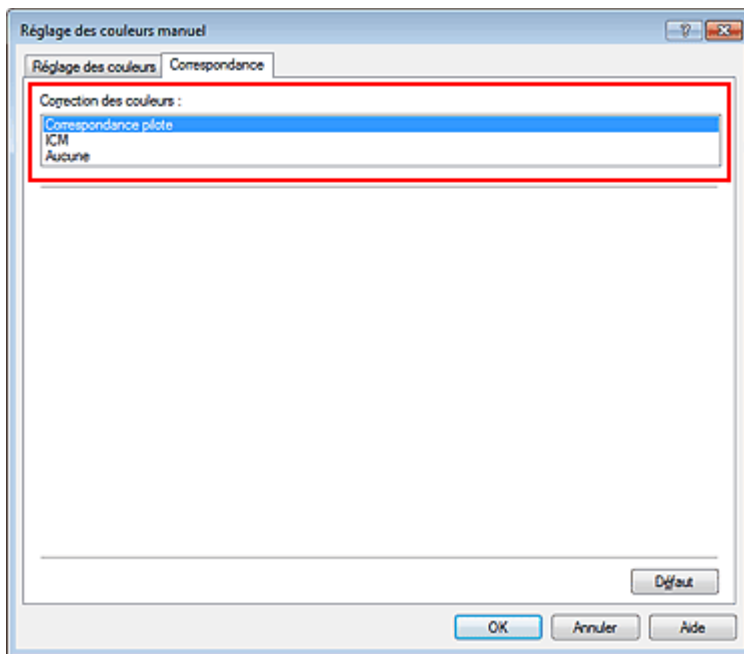 Réglage des couleurs manuel
Réglage des couleurs Correspondance
Correction des couleurs :
Correspondance pilote
ICM
Aucune
Défaut
OK Annuler Aide